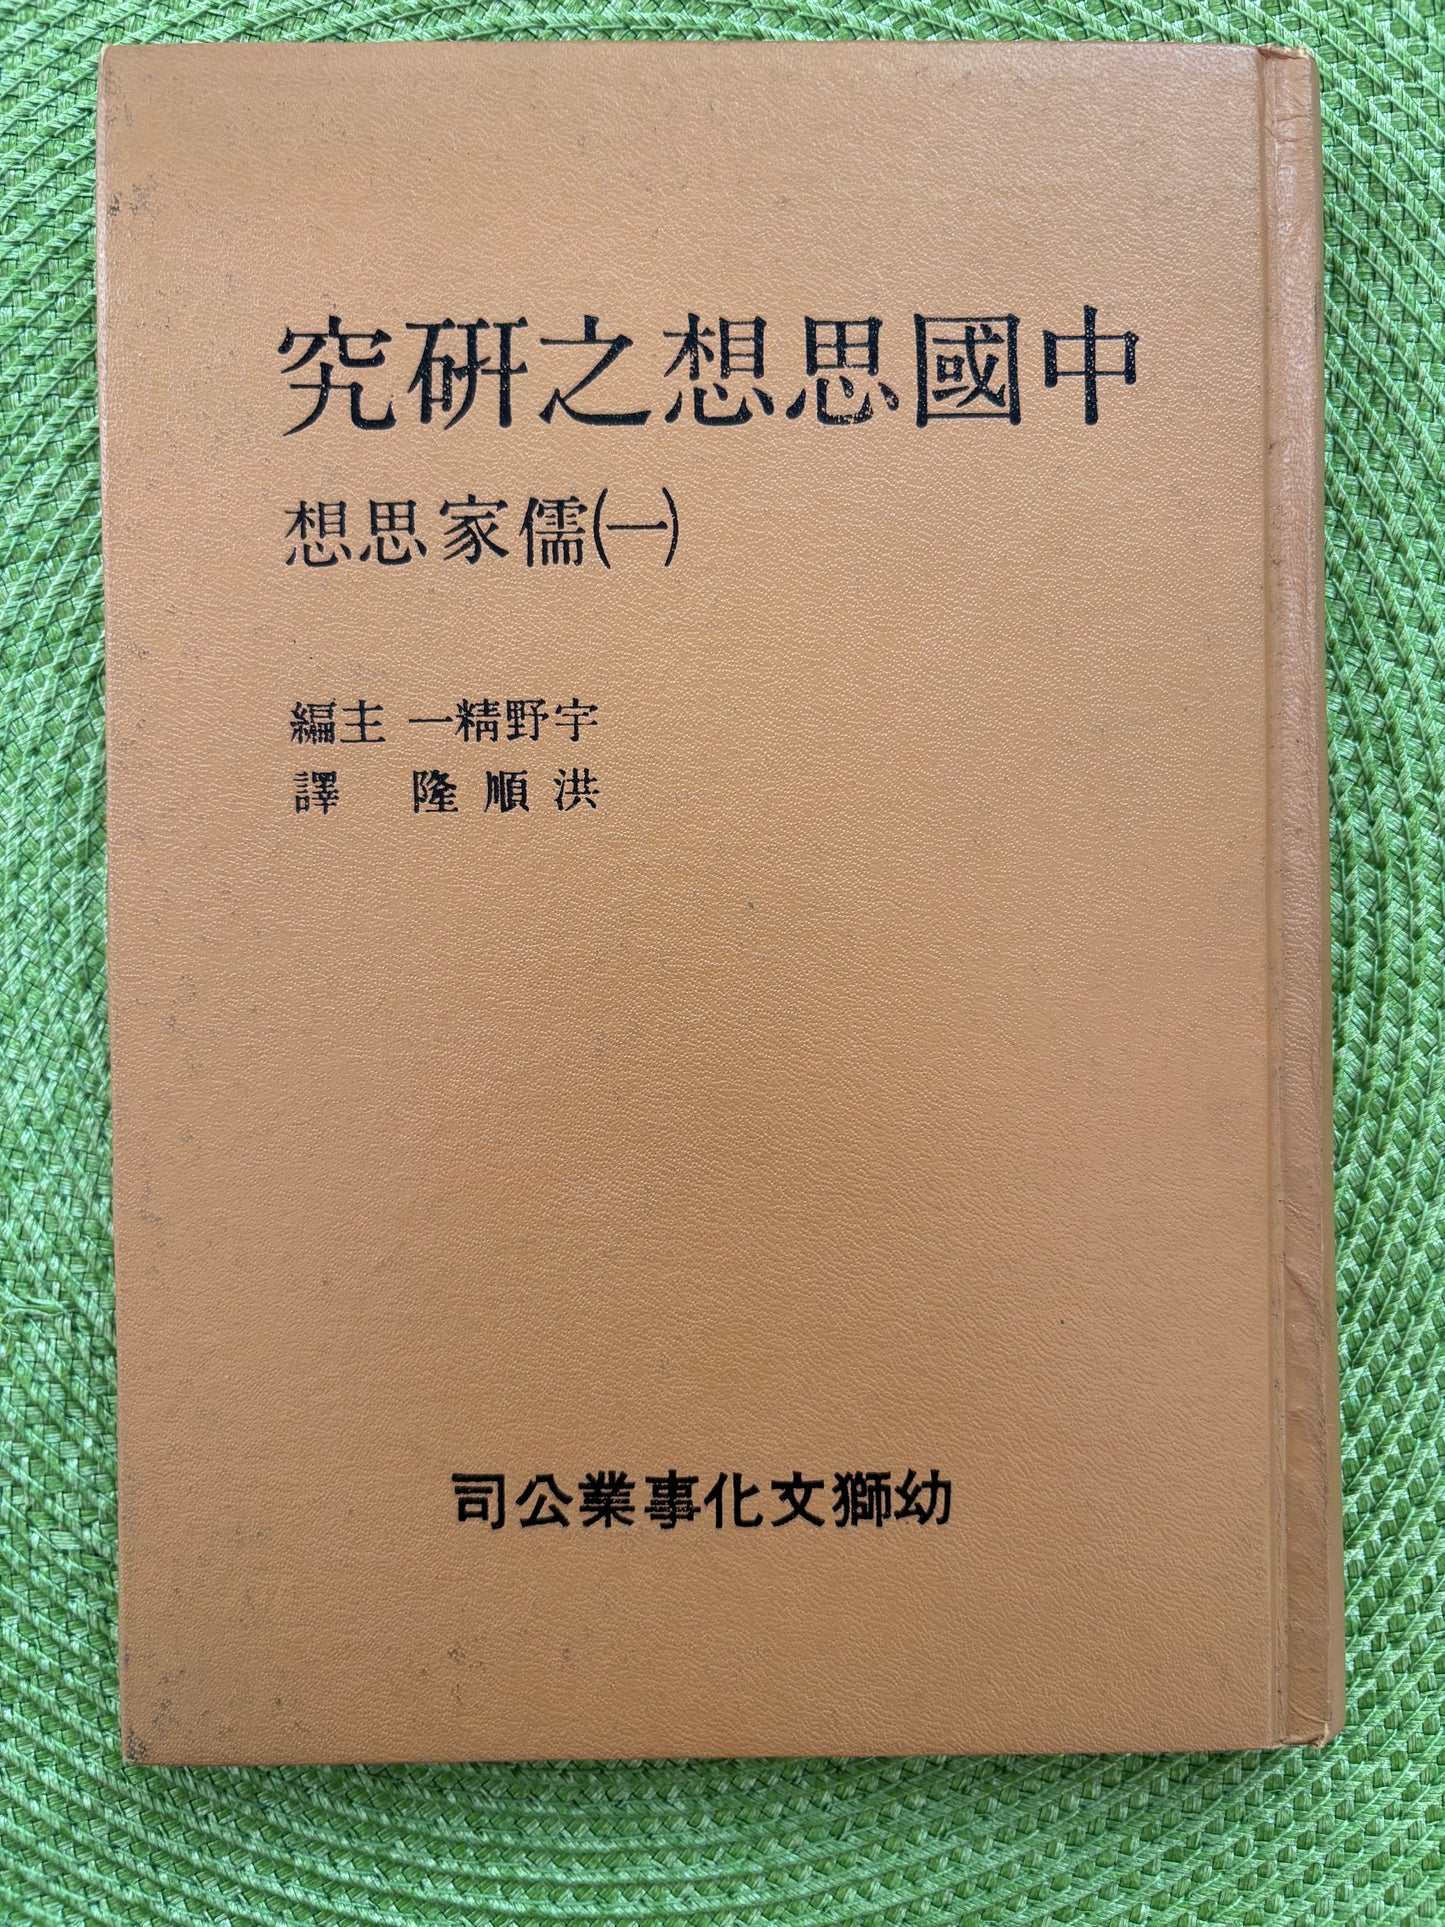 中國思想之研究
(一)儒家思想
宇野精一 主編
洪順隆 譯
幼獅文化事業公司